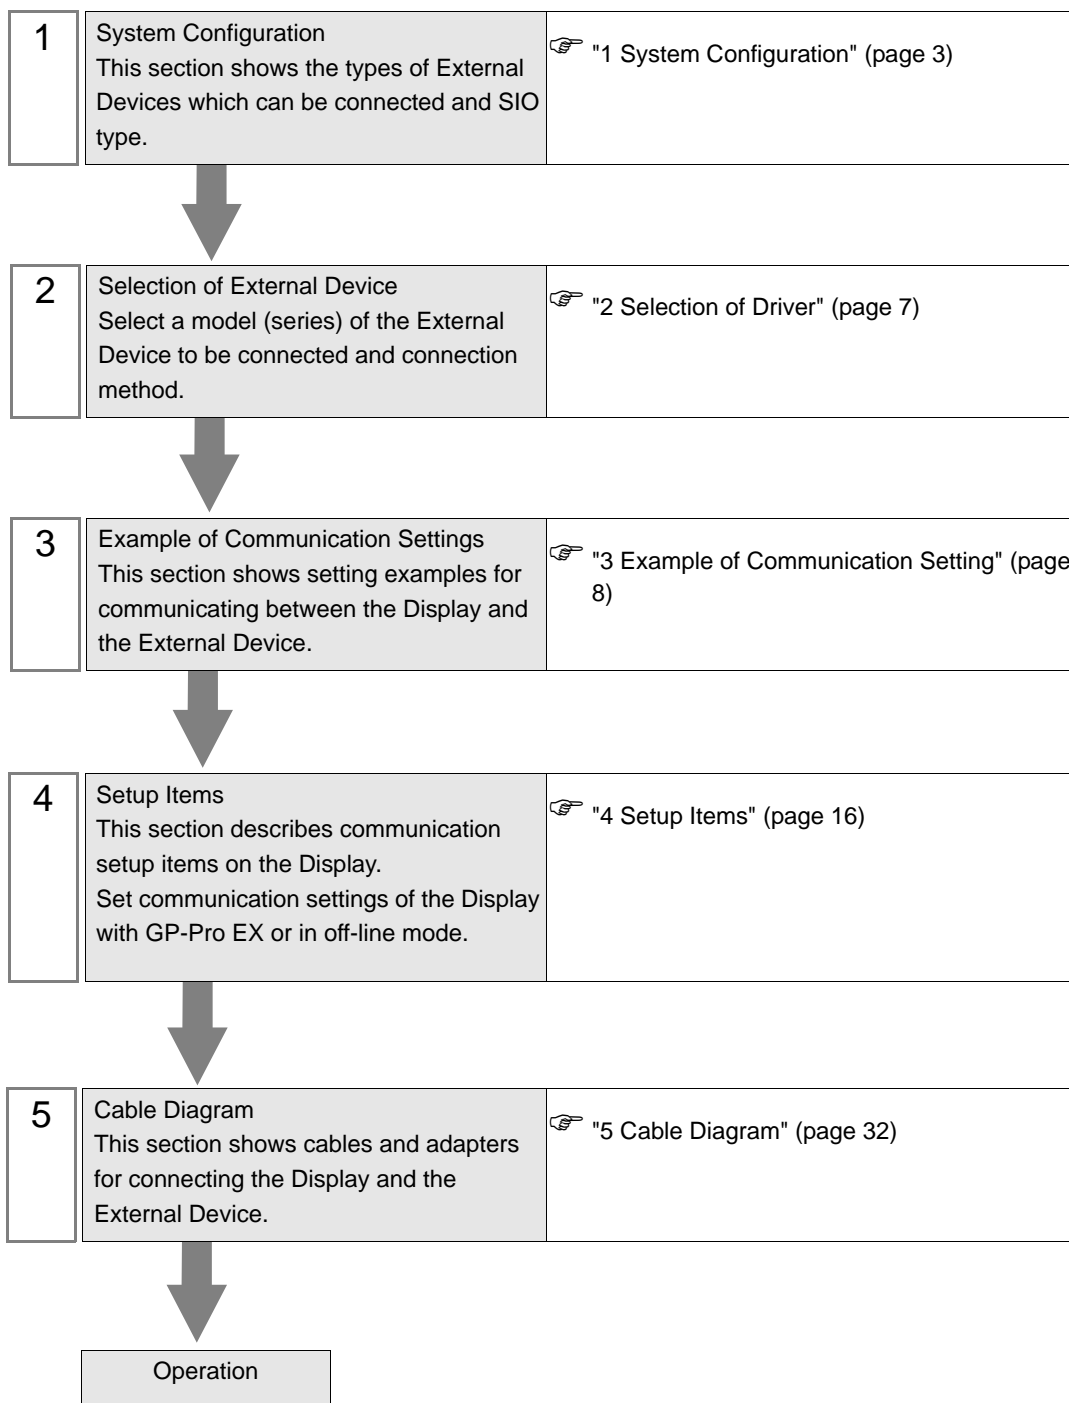 1
System Configuration
This section shows the types of External
Devices which can be connected and SIO
type.
"1 System Configuration" (page 3)
2
Selection of External Device
Select a model (series) of the External
Device to be connected and connection
method.
"2 Selection of Driver" (page 7)
3
Example of Communication Settings
This section shows setting examples for
communicating between the Display and
the External Device.
"3 Example of Communication Setting" (page
8)
4
Setup Items
This section describes communication
setup items on the Display.
Set communication settings of the Display
with GP-Pro EX or in off-line mode.
"4 Setup Items" (page 16)
5
Cable Diagram
This section shows cables and adapters
for connecting the Display and the
External Device.
"5 Cable Diagram" (page 32)
Operation